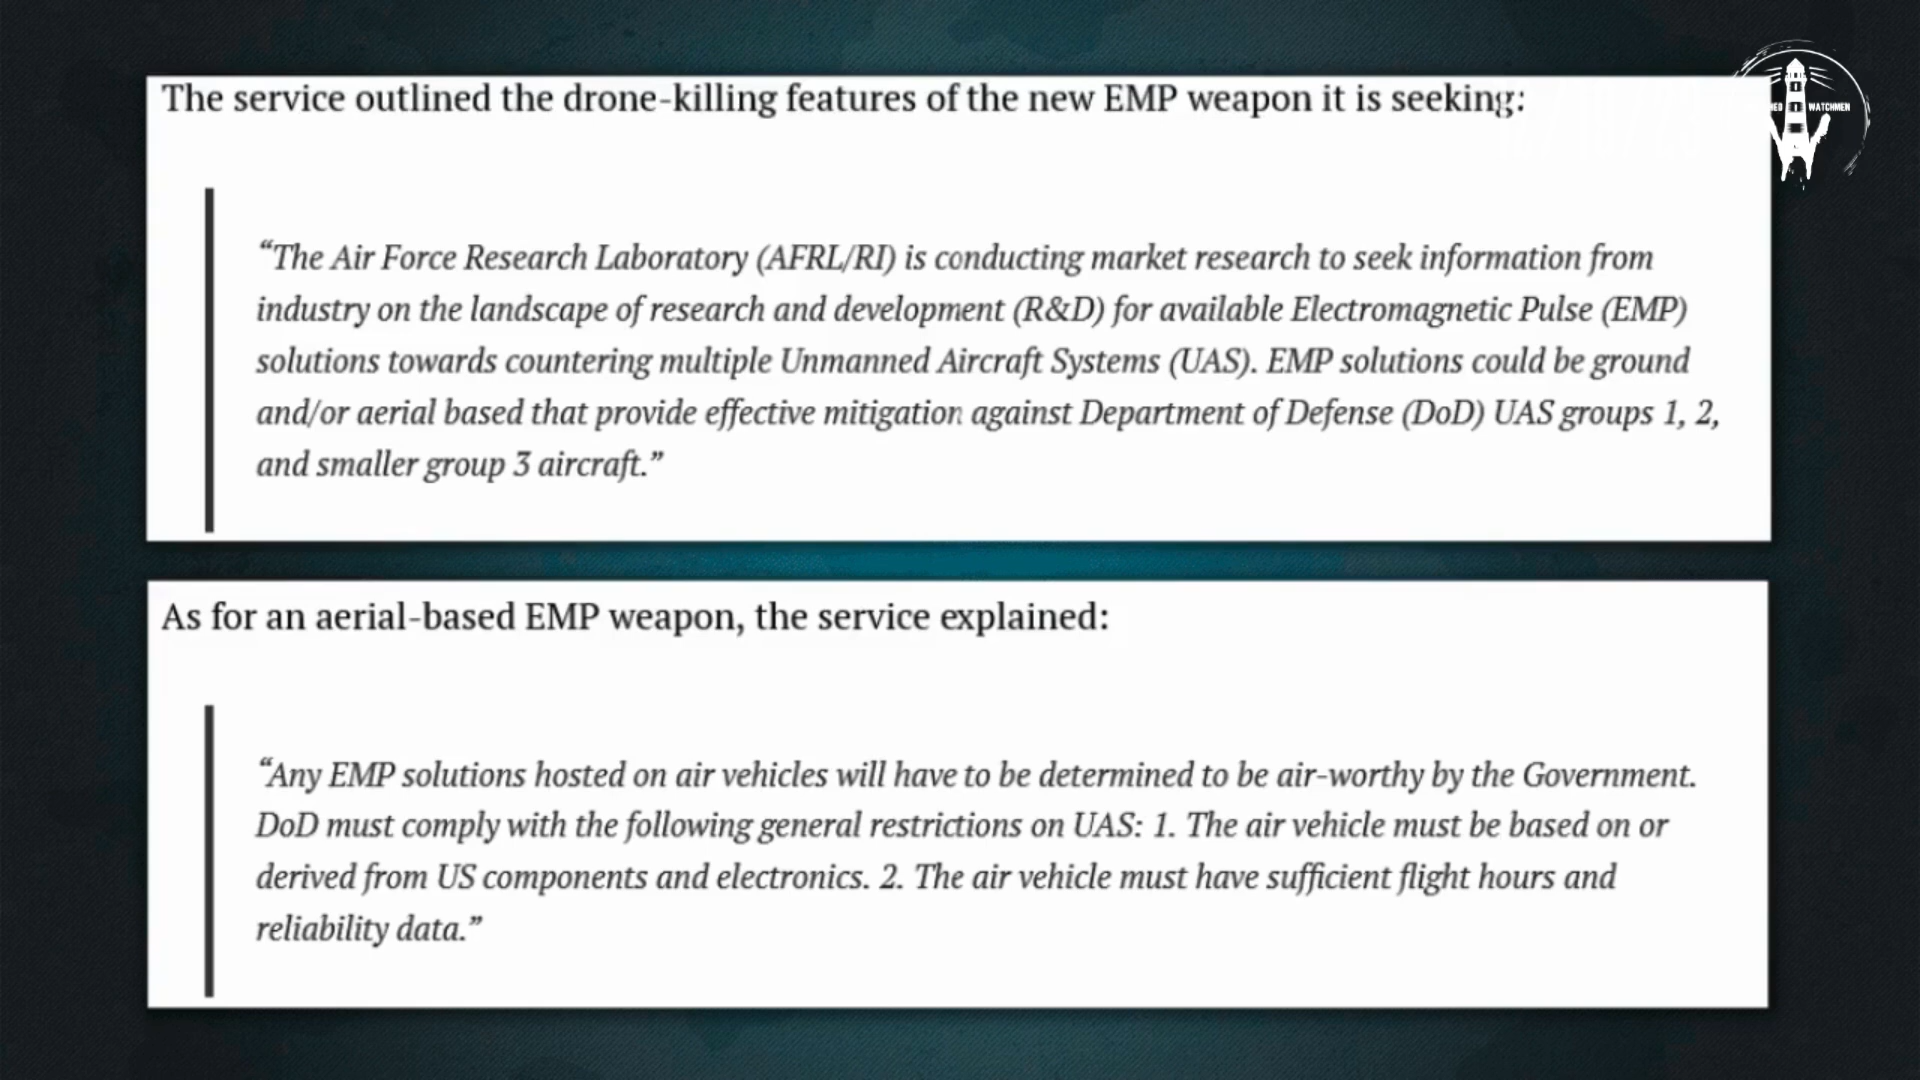 The service outlined the drone-killing features of the new EMP weapon it is seeking:
WATCHMEN
“The Air Force Research Laboratory (AFRL/RI) is conducting market research to seek information from
industry on the landscape of research and development (R&D) for available Electromagnetic Pulse (EMP)
solutions towards countering multiple Unmanned Aircraft Systems (UAS). EMP solutions could be ground
and/or aerial based that provide effective mitigation against Department of Defense (DoD) UAS groups 1, 2,
and smaller group 3 aircraft.”
As for an aerial-based EMP weapon, the service explained:
“Any EMP solutions hosted on air vehicles will have to be determined to be air-worthy by the Government.
DoD must comply with the following general restrictions on UAS: 1. The air vehicle must be based on or
derived from US components and electronics. 2. The air vehicle must have sufficient flight hours and
reliability data.”